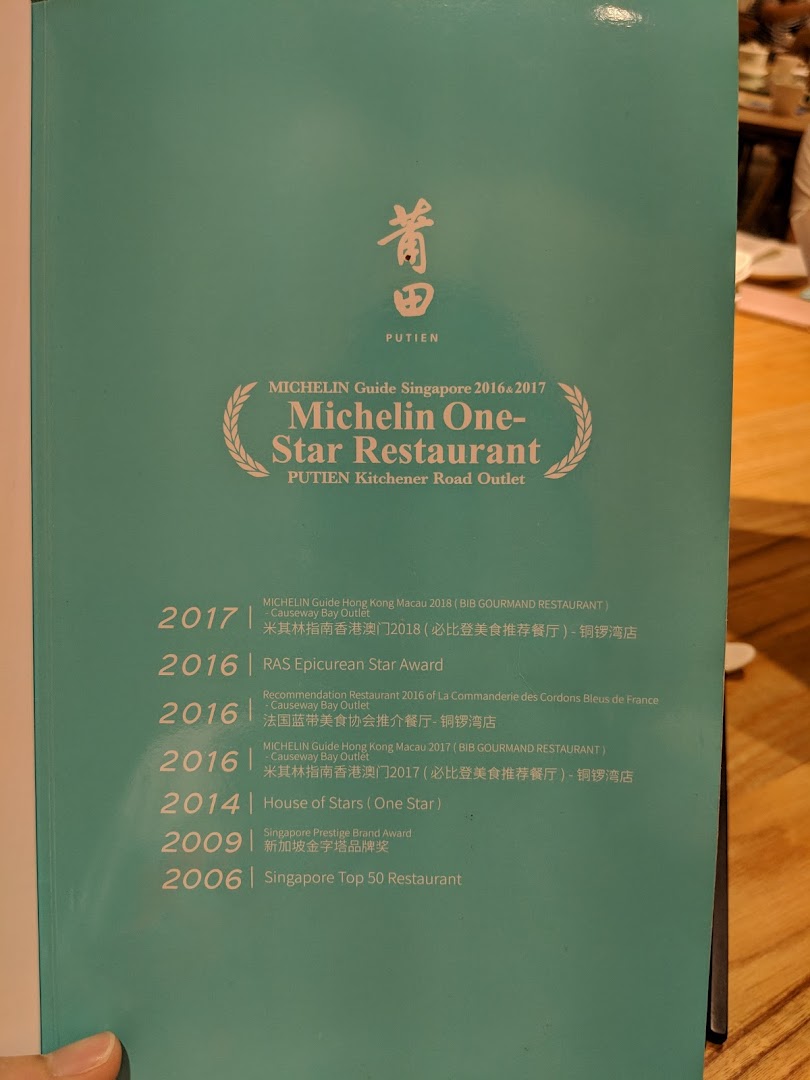 莆田
PUTIEN
MICHELIN Guide Singapore 2016 & 2017
Michelin One-
Star Restaurant
PUTIEN Kitchener Road Outlet
2017 | MICHELIN Guide Hong Kong Macau 2018 ( BIB GOURMAND RESTAURANT )
- Causeway Bay Outlet
米其林指南香港澳门2018 ( 必比登美食推荐餐厅 ) - 铜锣湾店
2016 | RAS Epicurean Star Award
2016 | Recommendation Restaurant 2016 of La Commanderie des Cordons Bleus de France
- Causeway Bay Outlet
法国蓝带美食协会推介餐厅- 铜锣湾店
2016 | MICHELIN Guide Hong Kong Macau 2017 ( BIB GOURMAND RESTAURANT )
- Causeway Bay Outlet
米其林指南香港澳门2017 ( 必比登美食推荐餐厅 ) - 铜锣湾店
2014 | House of Stars ( One Star )
2009 | Singapore Prestige Brand Award
新加坡金字塔品牌奖
2006 | Singapore Top 50 Restaurant